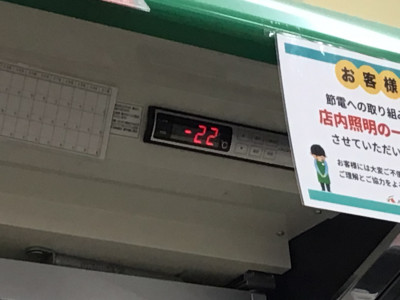 -22
お客様
節電への取り組み
店内照明の一
させていただい
お客様には大変ご不
ご理解とご協力をよ